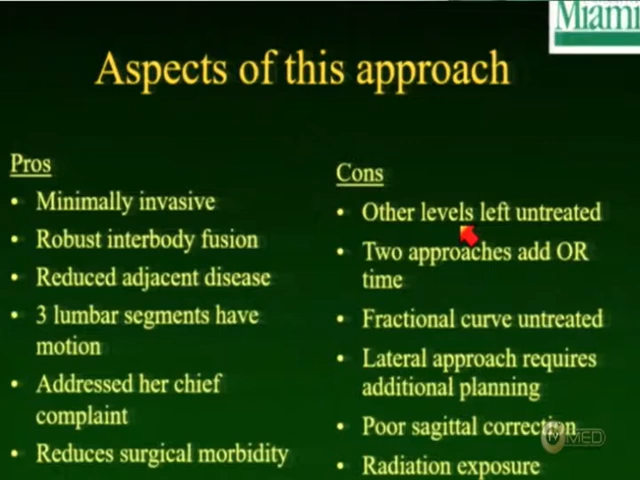 Miami
Aspects of this approach
Pros
• Minimally invasive
• Robust interbody fusion
• Reduced adjacent disease
• 3 lumbar segments have
motion
• Addressed her chief
complaint
• Reduces surgical morbidity
Cons
• Other levels left untreated
• Two approaches add OR
time
• Fractional curve untreated
• Lateral approach requires
additional planning
• Poor sagittal correction
• Radiation exposure
tv MED